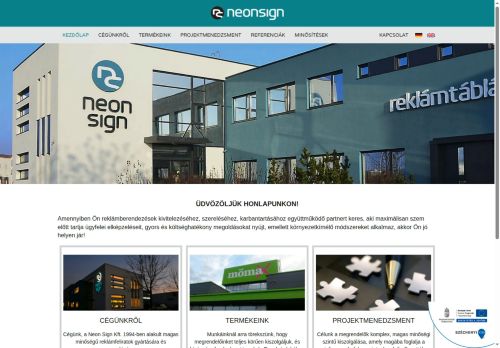 neonsign
KEZDŐLAP CÉGÜNKRŐL TERMÉKEINK PROJEKTMENEDZSMENT REFERENCIÁK MINŐSÍTÉSEK KAPCSOLAT
neon
sign
reklámtábla
ÜDVÖZÖLJÜK HONLAPUNKON!
Amennyiben Ön reklámberendezések kivitelezéséhez, szereléséhez, karbantartásához együttműködő partnert keres, aki maximálisan szem
előtt tartja ügyfelei elképzeléseit, gyors és költséghatékony megoldásokat nyújt, emellett környezetkímélő módszereket alkalmaz, akkor Ön jó
helyen jár!
mömax
CÉGÜNKRŐL
TERMÉKEINK
PROJEKTMENEDZSMENT
Cégünk, a Neon Sign Kft. 1994-ben alakult magas
minőségű reklámfeliratok gyártására és
Munkáinknál arra törekszünk, hogy
megrendelőinket teljes körűen kiszolgáljuk, és
Célunk a megrendelők komplex, magas minőségi
szintű kiszolgálása, amely magába foglalja a
SZÉCHENYI